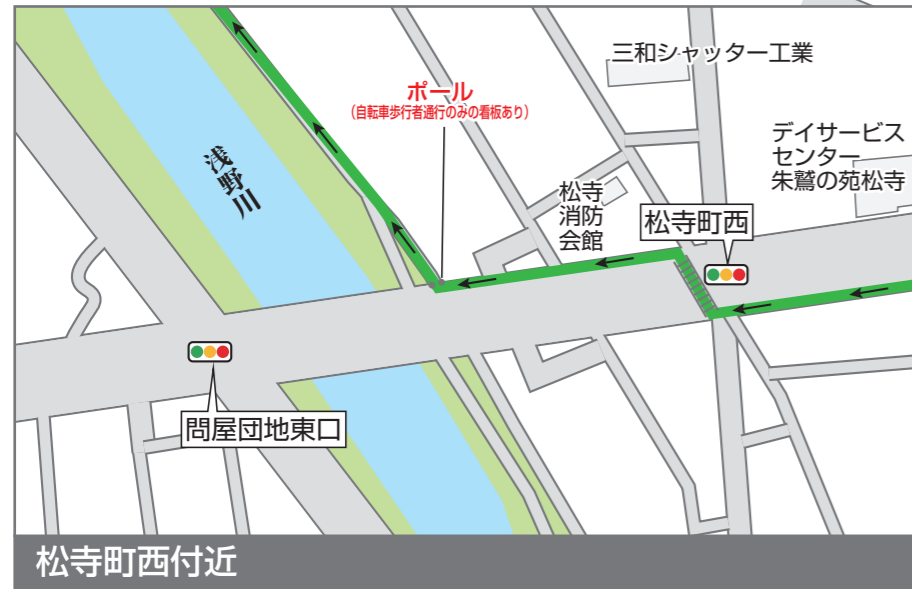 三和シャッター工業
ポール
(自転車歩行者通行のみの看板あり)
デイサービス
センター
朱鷺の苑松寺
浅野川
松寺
消防
会館
松寺町西
問屋団地東口
松寺町西付近